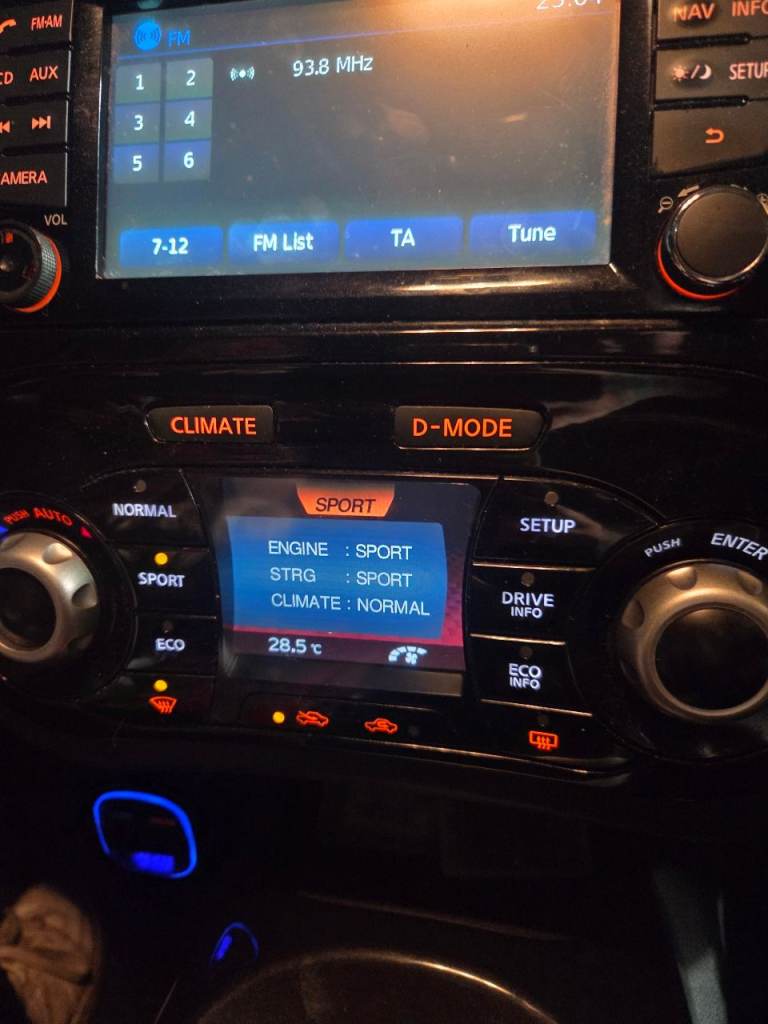 FM·AM
FM
NAV
INFO
1
2
93.8 MHz
CD
AUX
SETUP
3
4
5
6
CAMERA
VOL
7-12
FM List
TA
Tune
CLIMATE
D-MODE
NORMAL
SPORT
SETUP
PUSH AUTO
PUSH ENTER
ENGINE : SPORT
SPORT
STRG : SPORT
DRIVE
INFO
CLIMATE : NORMAL
ECO
28.5 °C
ECO
INFO